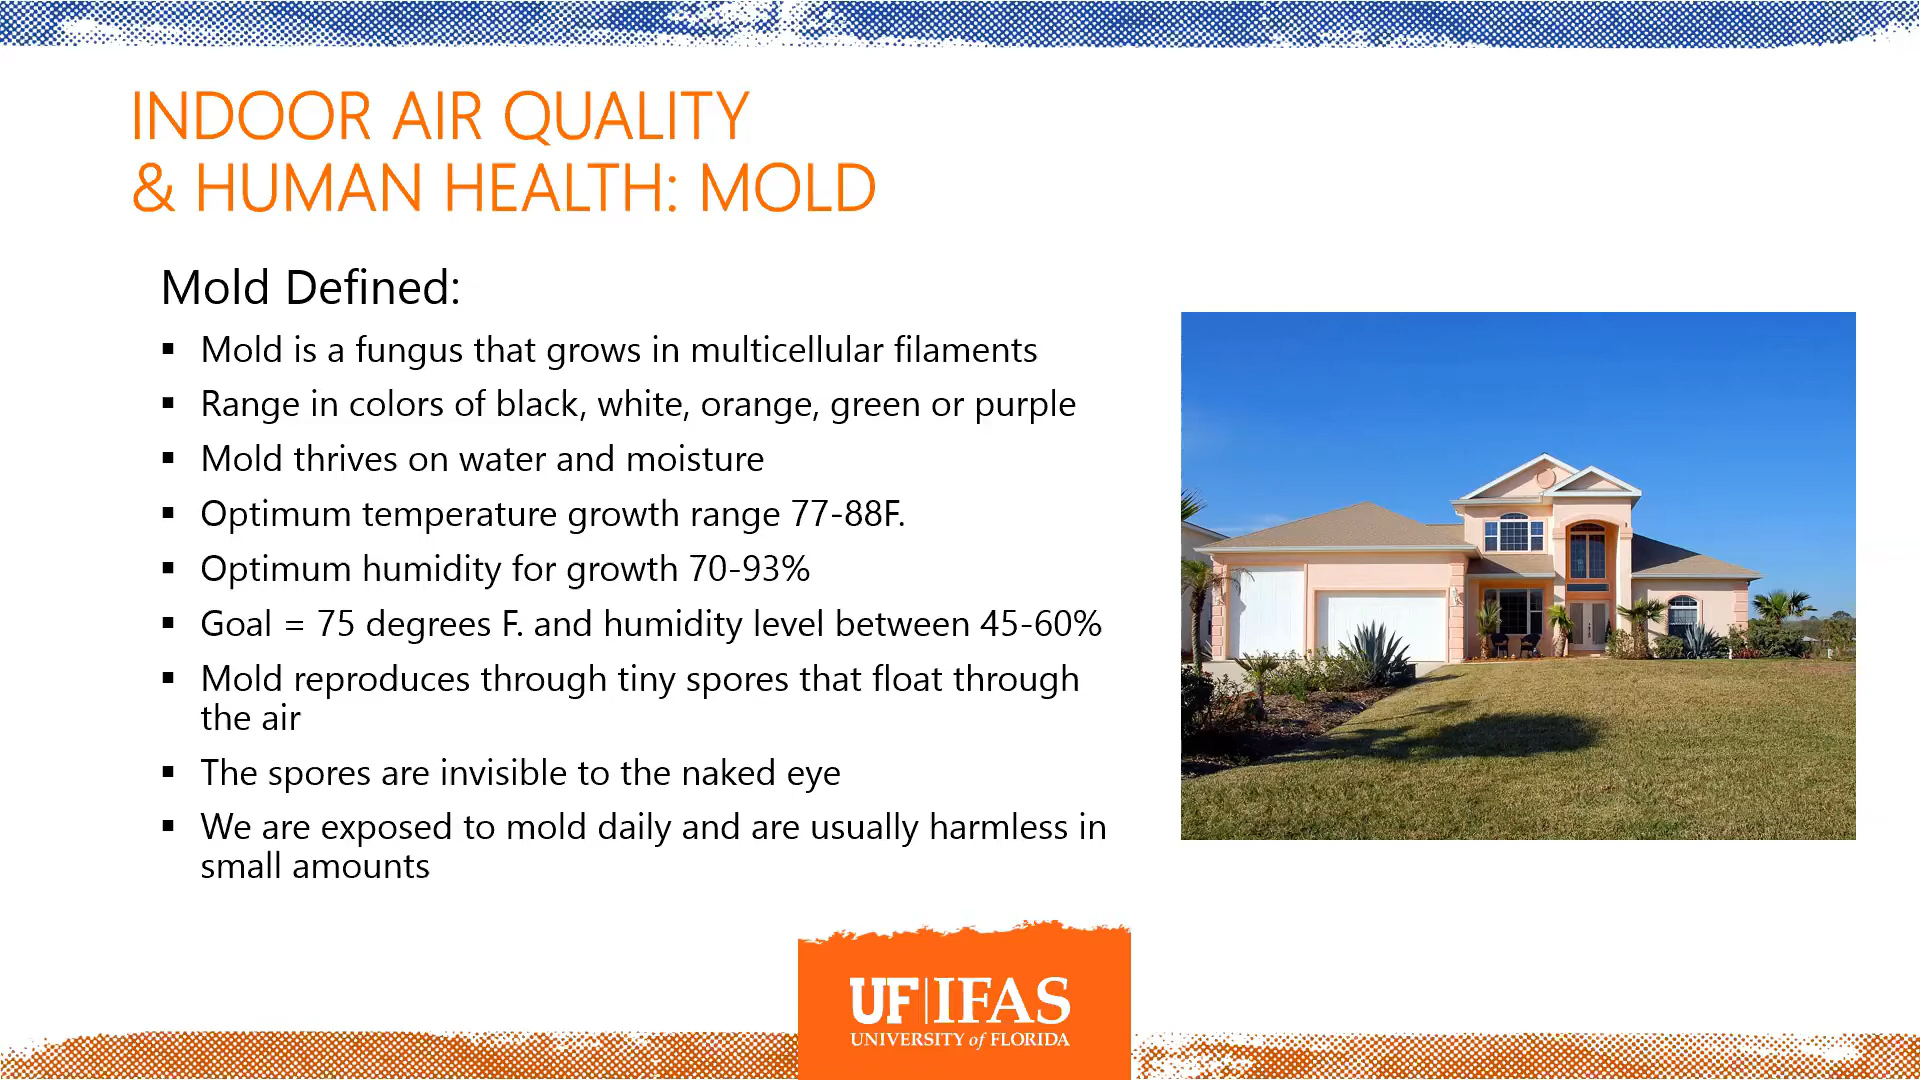 INDOOR AIR QUALITY
& HUMAN HEALTH: MOLD
Mold Defined:
▪ Mold is a fungus that grows in multicellular filaments
▪ Range in colors of black, white, orange, green or purple
▪ Mold thrives on water and moisture
▪ Optimum temperature growth range 77-88F.
▪ Optimum humidity for growth 70-93%
▪ Goal = 75 degrees F. and humidity level between 45-60%
▪ Mold reproduces through tiny spores that float through
the air
▪ The spores are invisible to the naked eye
▪ We are exposed to mold daily and are usually harmless in
small amounts
UF|IFAS
UNIVERSITY of FLORIDA